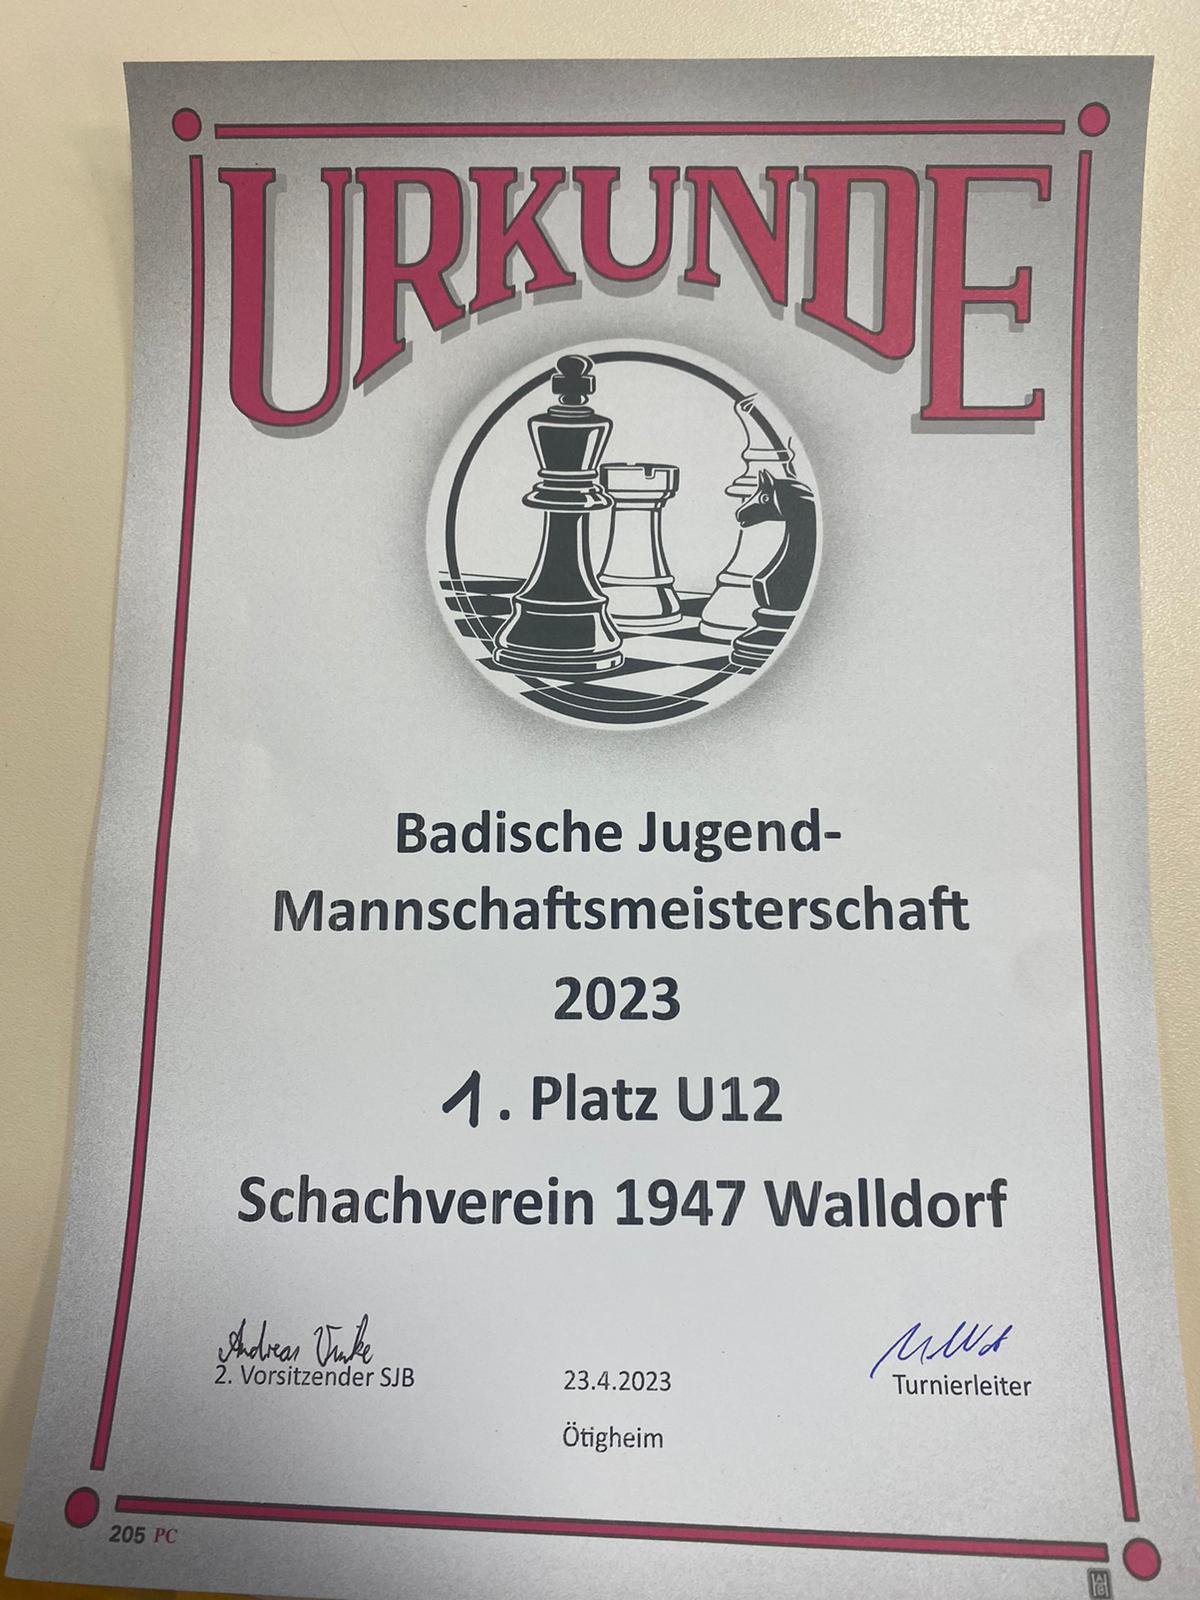 URKUNDE
Badische Jugend-
Mannschaftsmeisterschaft
2023
1. Platz U12
Schachverein 1947 Walldorf
Andreas Vinke
2. Vorsitzender SJB
23.4.2023
Turnierleiter
Ötigheim
205 PC